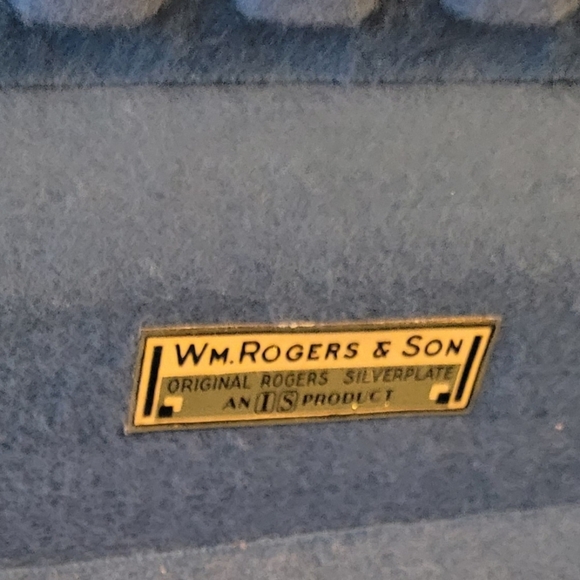 WM. ROGERS & SON
ORIGINAL ROGERS SILVERPLATE
AN IS PRODUCT